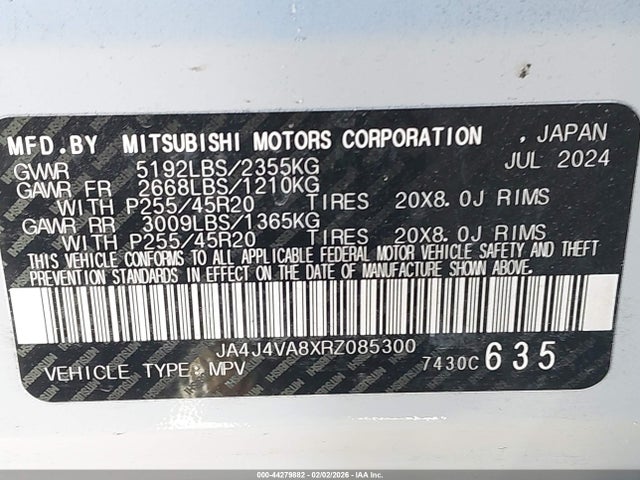 MFD.BY MITSUBISHI MOTORS CORPORATION , JAPAN
GVWR 5192LBS/2355KG JUL 2024
GAWR FR 2668LBS/1210KG
WITH P255/45R20 TIRES 20X8.0J RIMS
GAWR RR 3009LBS/1365KG
WITH P255/45R20 TIRES 20X8.0J RIMS
THIS VEHICLE CONFORMS TO ALL APPLICABLE FEDERAL MOTOR VEHICLE SAFETY AND THEFT
PREVENTION STANDARDS IN EFFECT ON THE DATE OF MANUFACTURE SHOWN ABOVE.
JA4J4VA8XRZ085300
VEHICLE TYPE: MPV 7430C 635
000-44279882 - 02/02/2026 - IAAI.COM